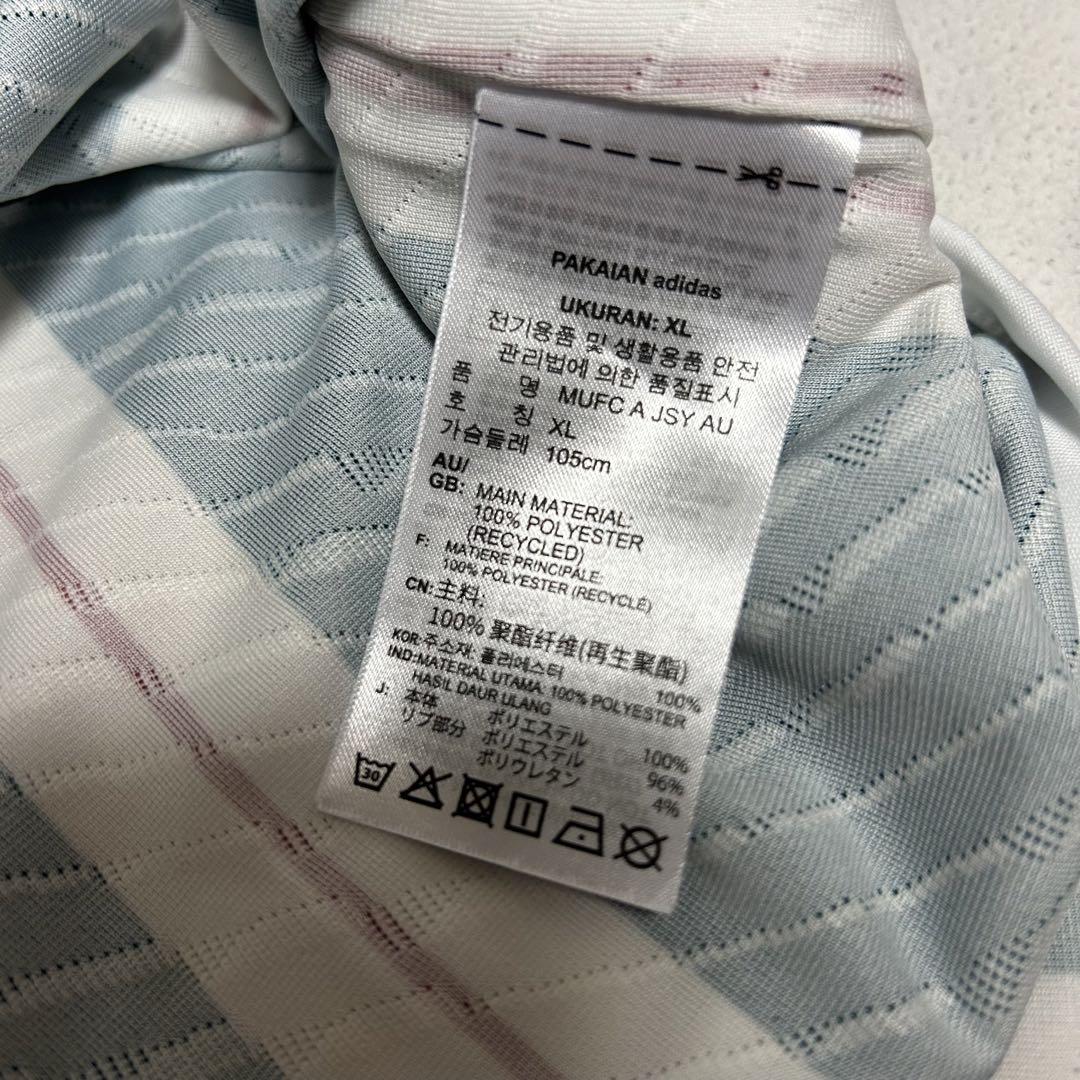 PAKAIAN adidas
UKURAN: XL
전기용품 및 생활용품 안전
관리법에 의한 품질표시
품 명 MUFC A JSY AU
호 칭 XL
가슴둘레 105cm
AU/
GB: MAIN MATERIAL:
100% POLYESTER
(RECYCLED)
F: MATIERE PRINCIPALE:
100% POLYESTER (RECYCLÉ)
CN: 主料:
100% 聚酯纤维(再生聚酯)
KOR: 주소재: 폴리에스터 100%
IND: MATERIAL UTAMA: 100% POLYESTER
HASIL DAUR ULANG
J: 本体 ポリエステル 100%
リブ部分 ポリエステル 96%
ポリウレタン 4%
30